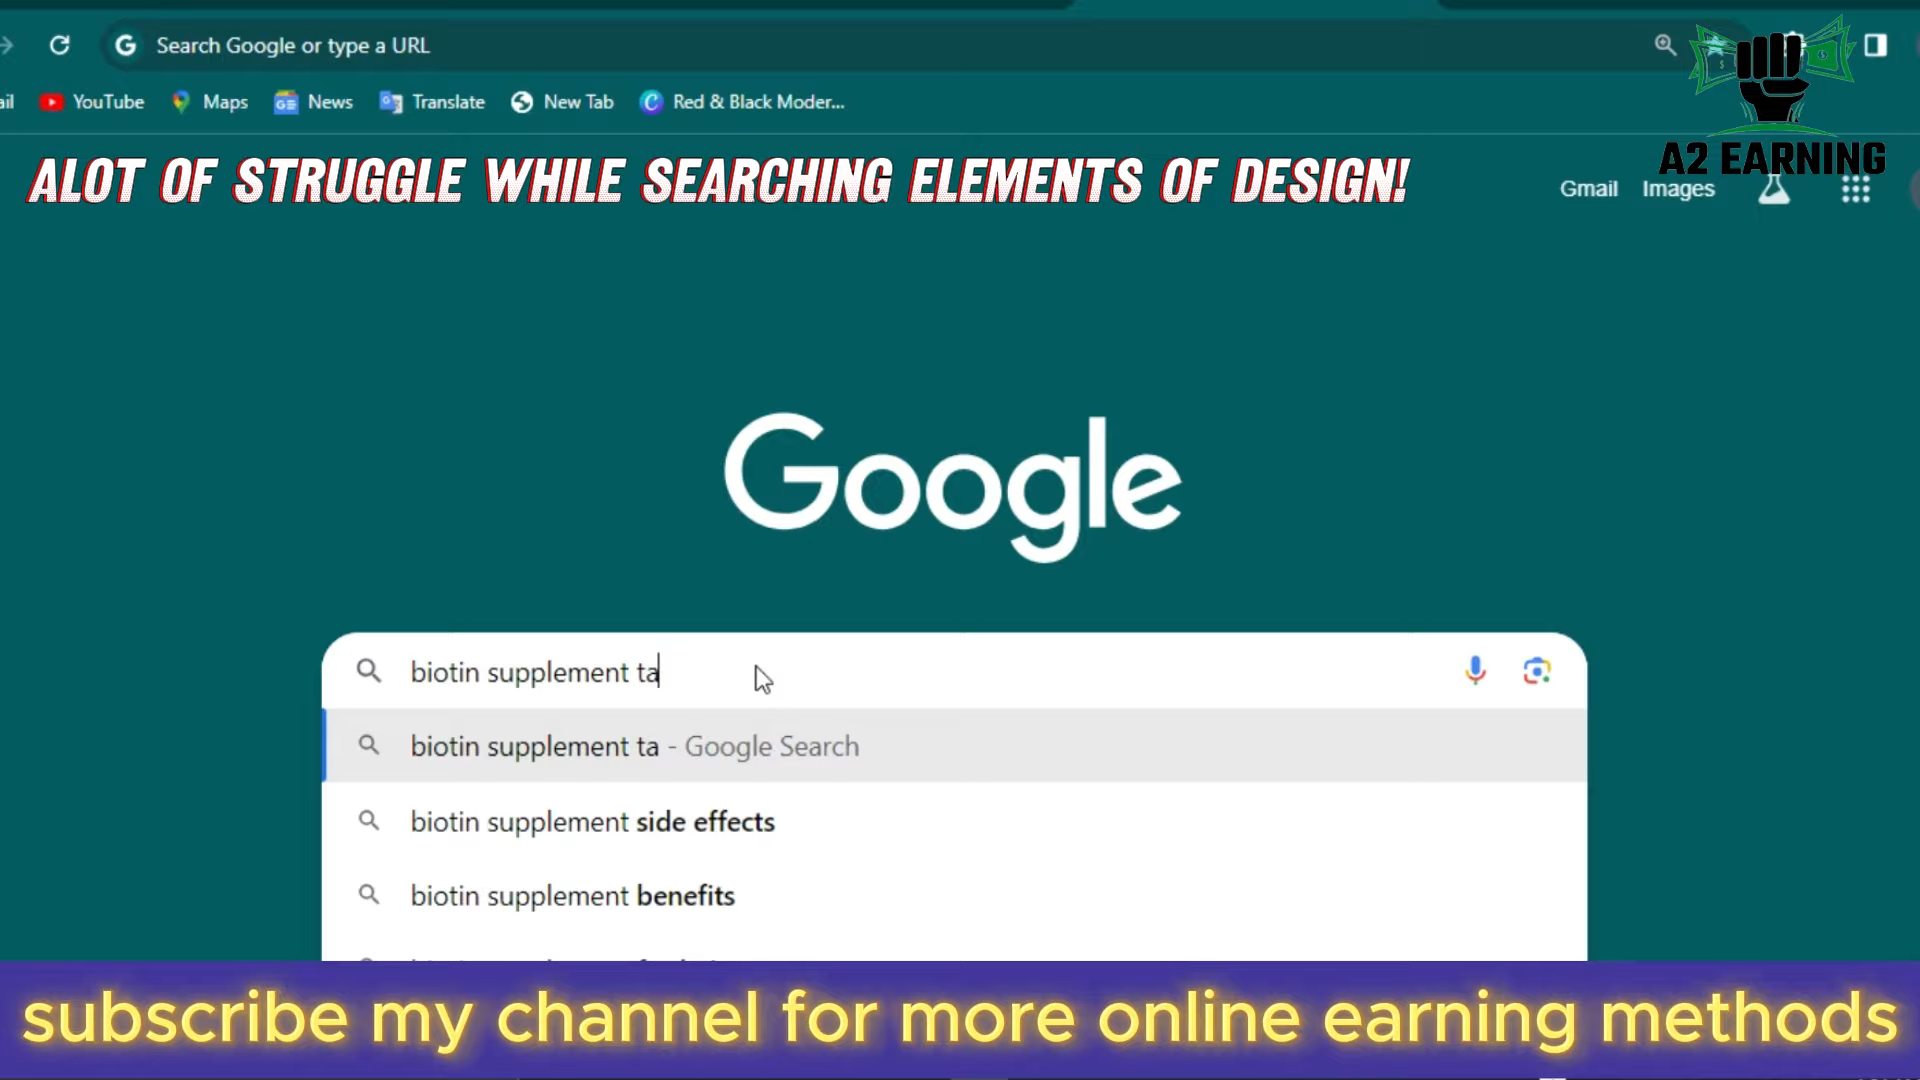 Search Google or type a URL
ail YouTube Maps News Translate New Tab Red & Black Moder...
A2 EARNING
ALOT OF STRUGGLE WHILE SEARCHING ELEMENTS OF DESIGN!
Gmail Images
Google
biotin supplement ta
biotin supplement ta - Google Search
biotin supplement side effects
biotin supplement benefits
subscribe my channel for more online earning methods